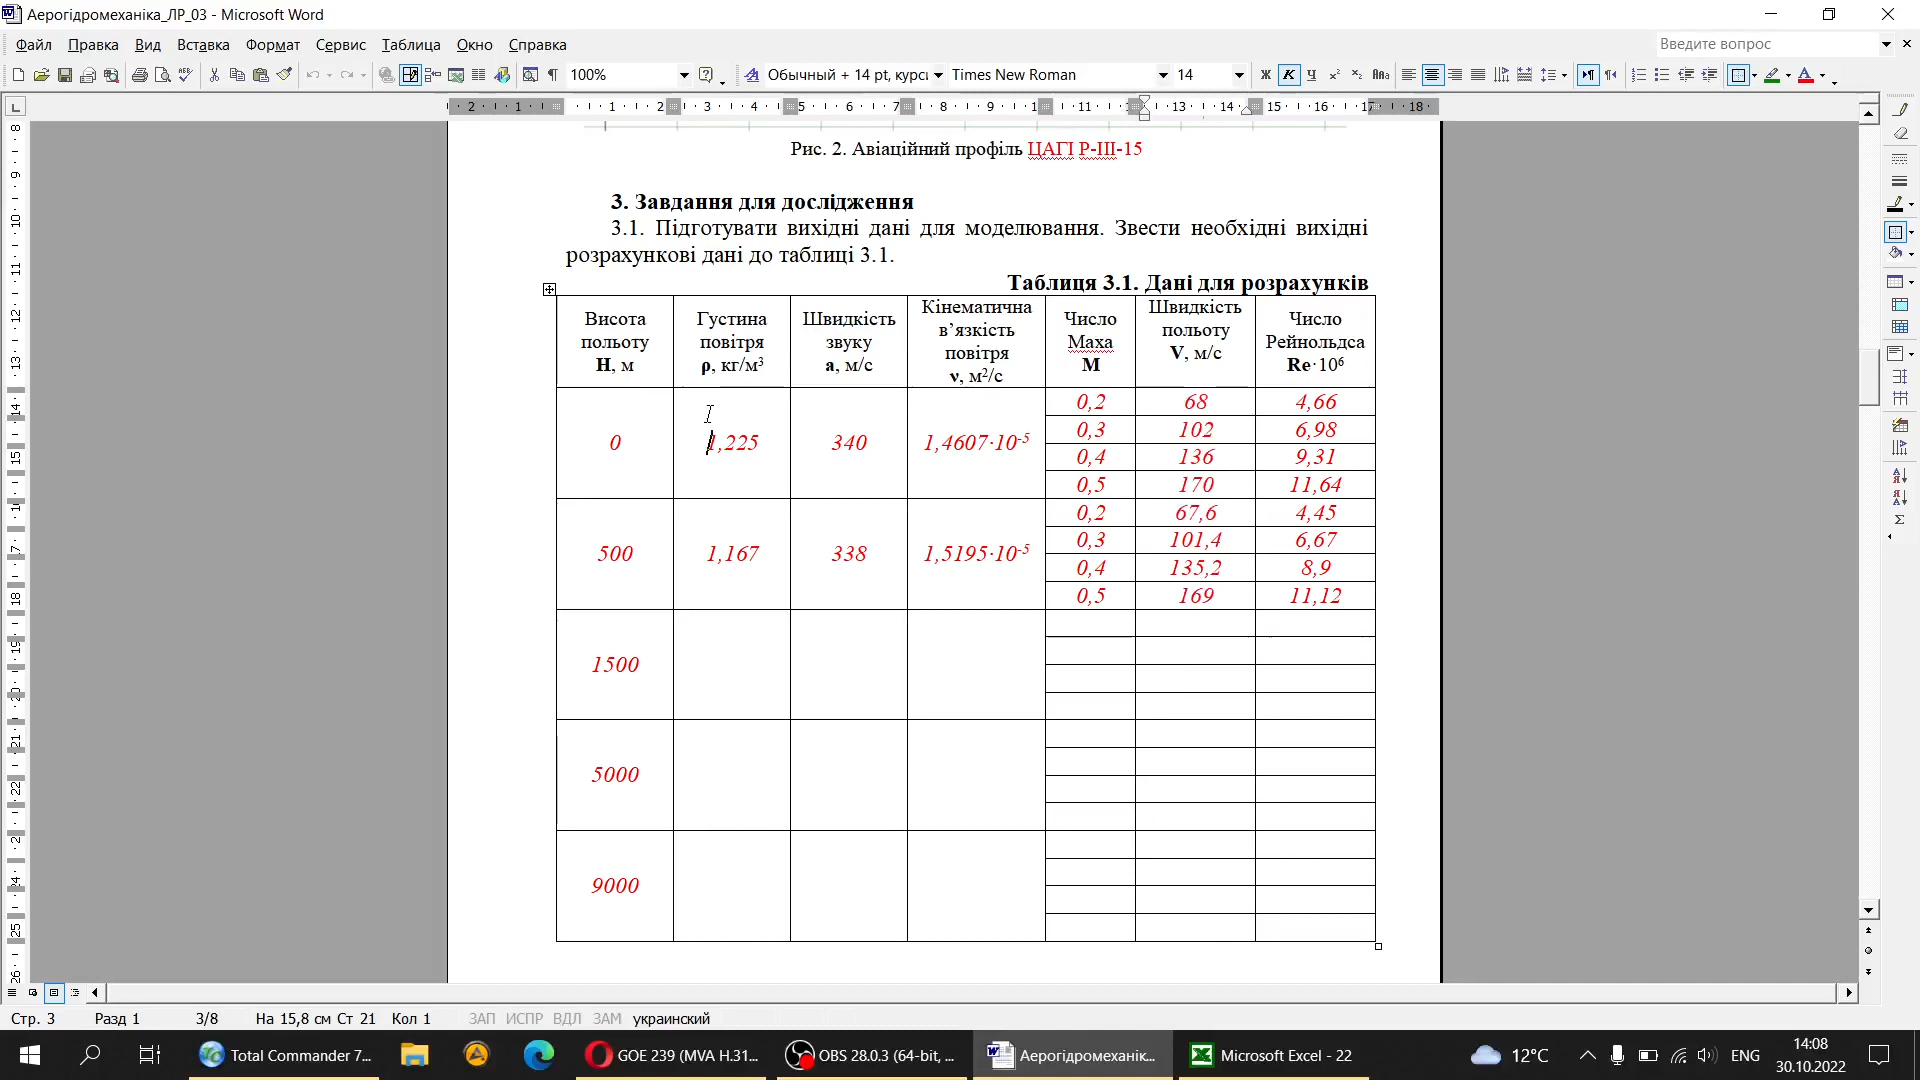 Аерогідромеханіка_ЛР_03 - Microsoft Word
Файл Правка Вид Вставка Формат Сервис Таблица Окно Справка
Введите вопрос
100%
Обычный + 14 pt, курсі
Times New Roman
14
Рис. 2. Авіаційний профіль ЦАГІ Р-ІІІ-15
3. Завдання для дослідження
3.1. Підготувати вихідні дані для моделювання. Звести необхідні вихідні
розрахункові дані до таблиці 3.1.
Таблиця 3.1. Дані для розрахунків
Висота польоту H, м
Густина повітря ρ, кг/м³
Швидкість звуку a, м/с
Кінематична в’язкість повітря ν, м²/с
Число Маха M
Швидкість польоту V, м/с
Число Рейнольдса Re·10⁶
0 1,225 340 1,4607·10⁻⁵
0,2 68 4,66
0,3 102 6,98
0,4 136 9,31
0,5 170 11,64
500 1,167 338 1,5195·10⁻⁵
0,2 67,6 4,45
0,3 101,4 6,67
0,4 135,2 8,9
0,5 169 11,12
1500
5000
9000
Стр. 3 Разд 1 3/8 На 15,8 см Ст 21 Кол 1 ЗАП ИСПР ВДЛ ЗАМ украинский
Total Commander 7...
GOE 239 (MVA H.31...
OBS 28.0.3 (64-bit, ...
Аерогідромеханік...
Microsoft Excel - 22
12°C
ENG
14:08
30.10.2022